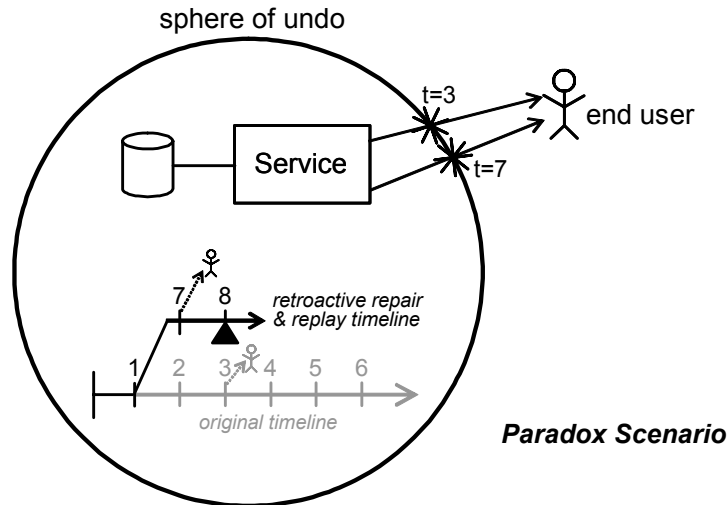 sphere of undo
t=3
end user
Service
t=7
7 8
retroactive repair
& replay timeline
1 2 3 4 5 6
original timeline
Paradox Scenario